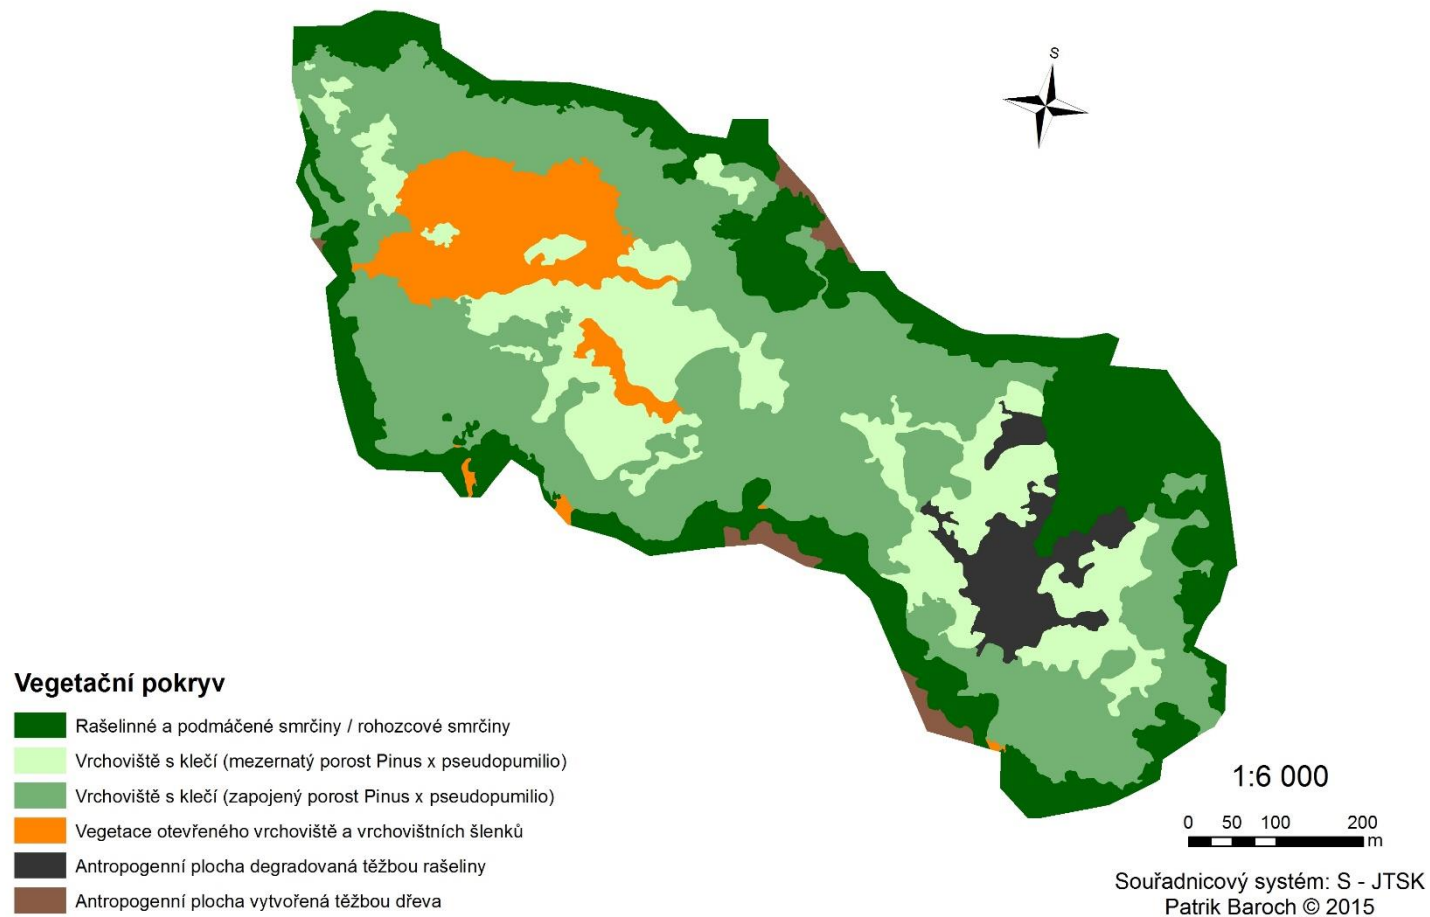 S
Vegetační pokryv
Rašelinné a podmáčené smrčiny / rohozcové smrčiny
Vrchoviště s klečí (mezernatý porost Pinus x pseudopumilio)
Vrchoviště s klečí (zapojený porost Pinus x pseudopumilio)
Vegetace otevřeného vrchoviště a vrchovištních šlenků
Antropogenní plocha degradovaná těžbou rašeliny
Antropogenní plocha vytvořená těžbou dřeva
1:6 000
0 50 100 200
m
Souřadnicový systém: S - JTSK
Patrik Baroch © 2015